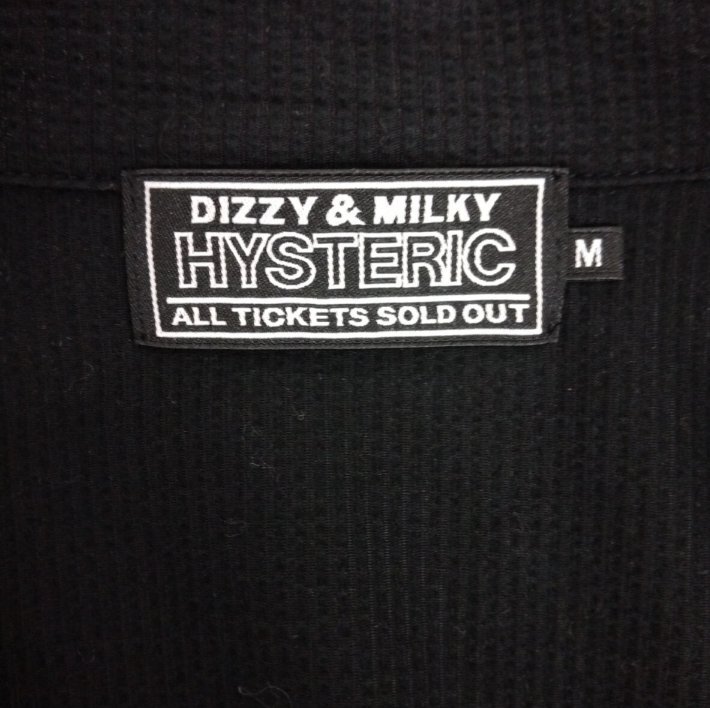 DIZZY & MILKY
HYSTERIC
M
ALL TICKETS SOLD OUT